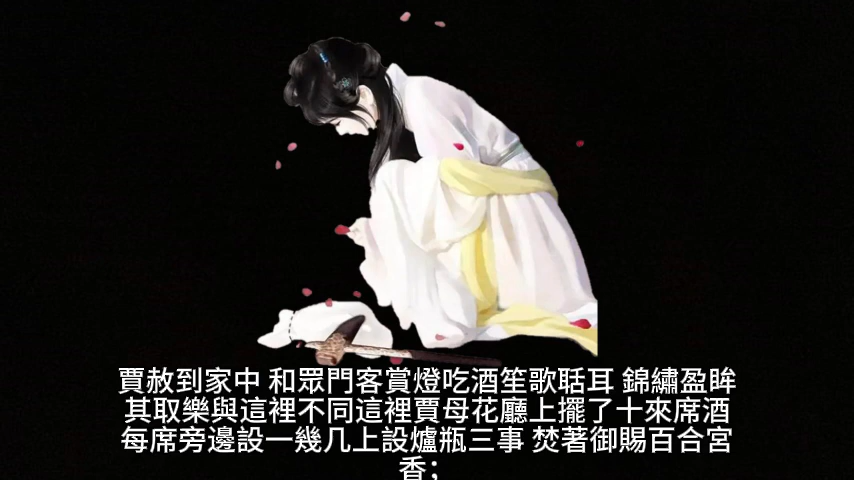 賈赦到家中 和眾門客賞燈吃酒笙歌聒耳 錦繡盈眸
其取樂與這裡不同這裡賈母花廳上擺了十來席酒
每席旁邊設一幾几上設爐瓶三事 焚著御賜百合宮
香；